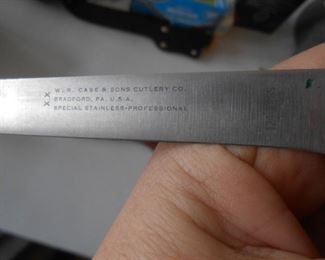 XX
W.R. CASE & SONS CUTLERY CO.
BRADFORD, PA. U.S.A.
SPECIAL STAINLESS-PROFESSIONAL